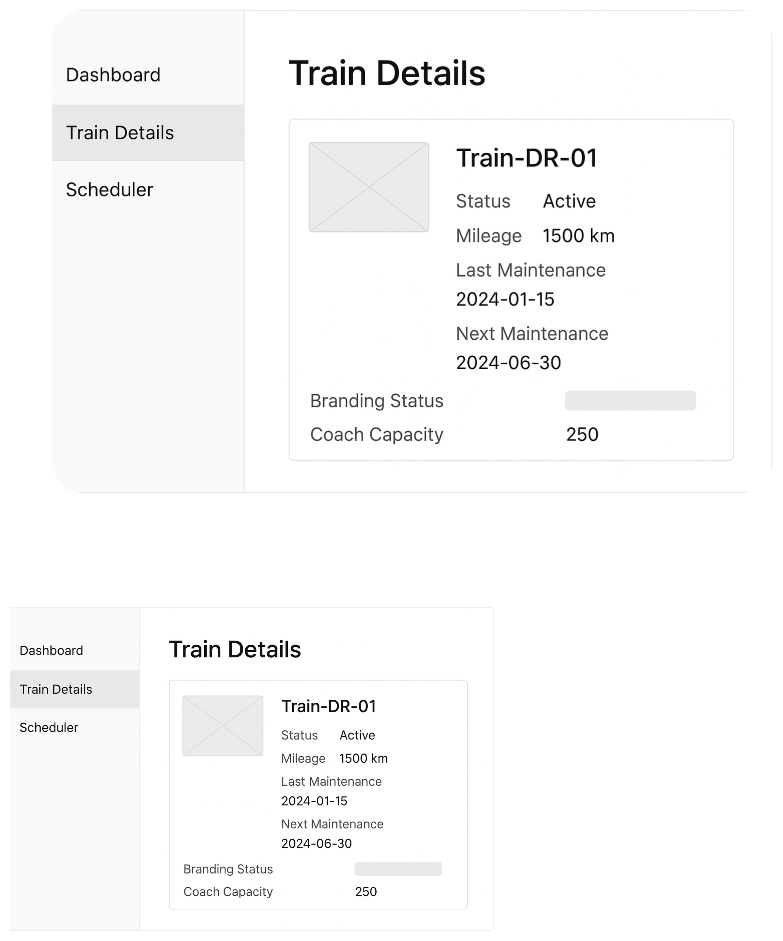 Dashboard
Train Details
Scheduler
Train Details
Train-DR-01
Status Active
Mileage 1500 km
Last Maintenance
2024-01-15
Next Maintenance
2024-06-30
Branding Status
Coach Capacity 250
Dashboard
Train Details
Scheduler
Train Details
Train-DR-01
Status Active
Mileage 1500 km
Last Maintenance
2024-01-15
Next Maintenance
2024-06-30
Branding Status
Coach Capacity 250